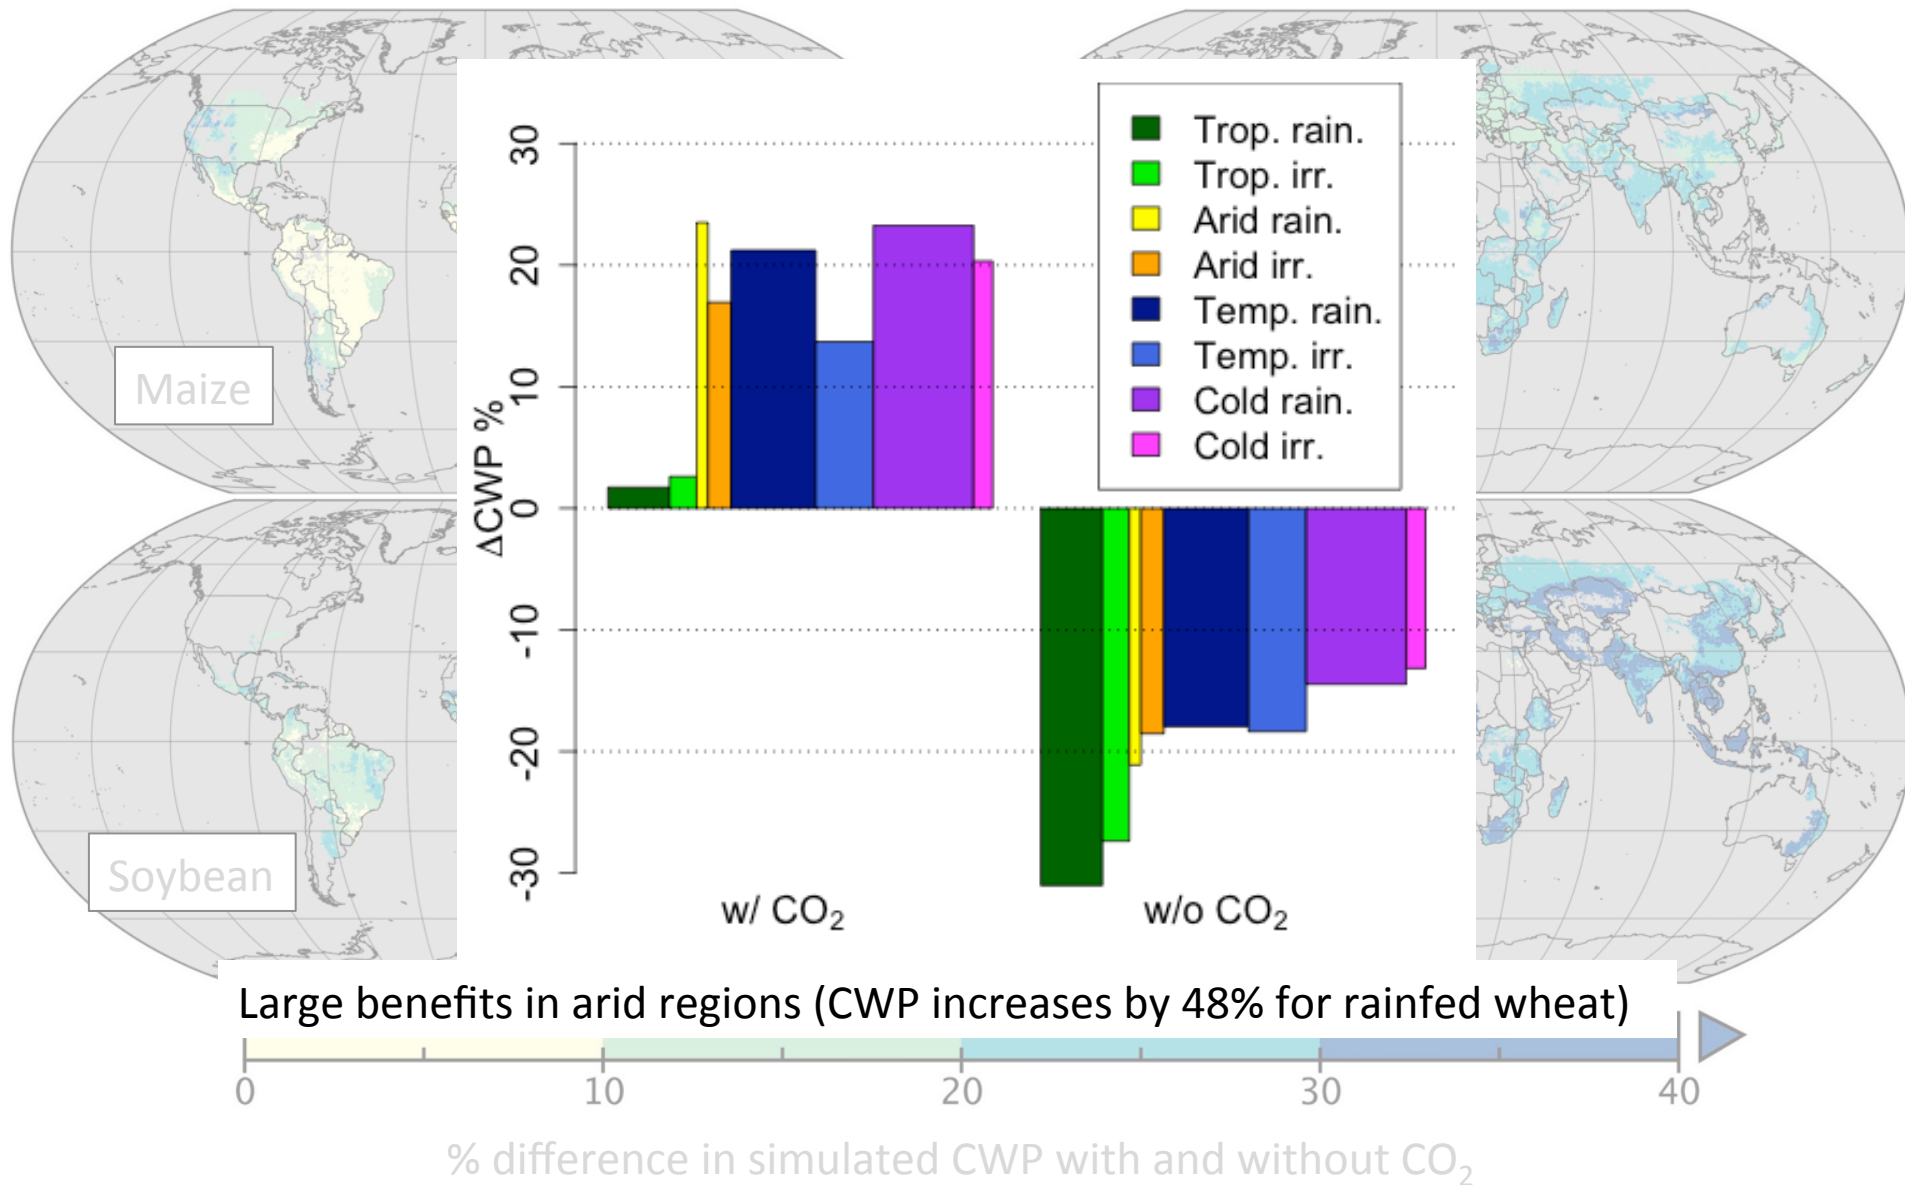 Maize
Soybean
ΔCWP %
30
20
10
0
-10
-20
-30
Trop. rain.
Trop. irr.
Arid rain.
Arid irr.
Temp. rain.
Temp. irr.
Cold rain.
Cold irr.
w/ CO₂
w/o CO₂
Large benefits in arid regions (CWP increases by 48% for rainfed wheat)
0 10 20 30 40
% difference in simulated CWP with and without CO₂